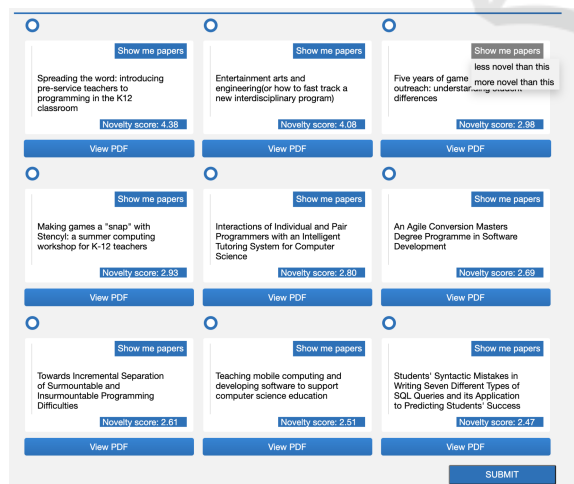 Show me papers
Spreading the word: introducing
pre-service teachers to
programming in the K12
classroom
Novelty score: 4.38
View PDF
Show me papers
Entertainment arts and
engineering(or how to fast track a
new interdisciplinary program)
Novelty score: 4.08
View PDF
Show me papers
less novel than this
more novel than this
Five years of game
outreach: understanding student
differences
Novelty score: 2.98
View PDF
Show me papers
Making games a "snap" with
Stencyl: a summer computing
workshop for K-12 teachers
Novelty score: 2.93
View PDF
Show me papers
Interactions of Individual and Pair
Programmers with an Intelligent
Tutoring System for Computer
Science
Novelty score: 2.80
View PDF
Show me papers
An Agile Conversion Masters
Degree Programme in Software
Development
Novelty score: 2.69
View PDF
Show me papers
Towards Incremental Separation
of Surmountable and
Insurmountable Programming
Difficulties
Novelty score: 2.61
View PDF
Show me papers
Teaching mobile computing and
developing software to support
computer science education
Novelty score: 2.51
View PDF
Show me papers
Students' Syntactic Mistakes in
Writing Seven Different Types of
SQL Queries and its Application
to Predicting Students' Success
Novelty score: 2.47
View PDF
SUBMIT